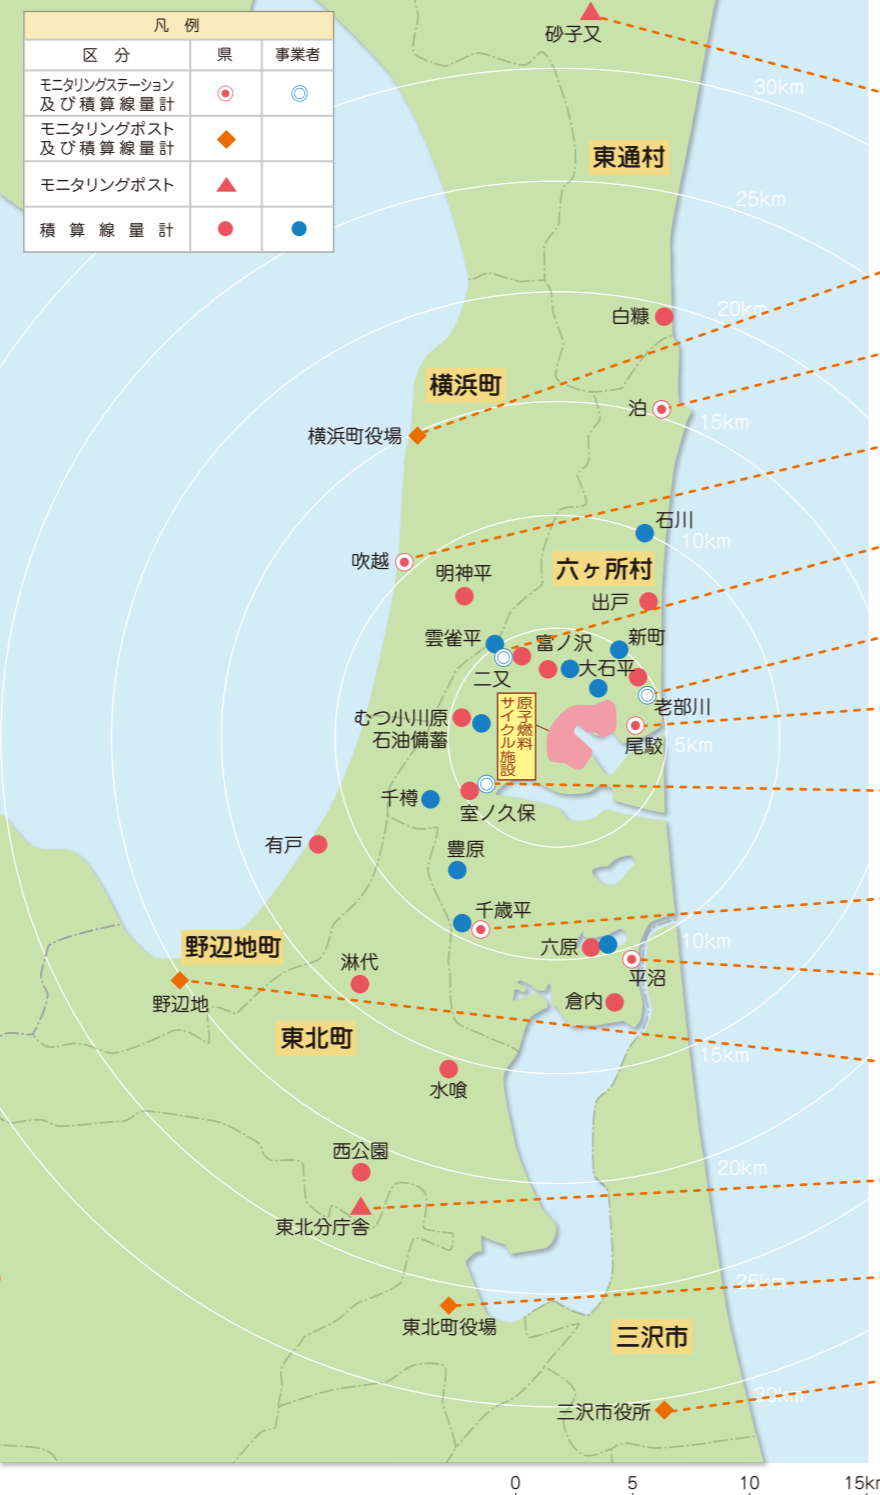 凡 例
区 分 県 事業者
モニタリングステーション
及び積算線量計
モニタリングポスト
及び積算線量計
モニタリングポスト
積算線量計
砂子又
30km
東通村
25km
20km
白糠
横浜町
泊
15km
横浜町役場
石川
10km
吹越
六ヶ所村
明神平
出戸
雲雀平
富ノ沢
新町
二又
大石平
老部川
原子燃料
サイクル施設
むつ小川原
石油備蓄
尾駮
5km
千樽
室ノ久保
有戸
豊原
千歳平
野辺地町
六原
10km
淋代
平沼
野辺地
倉内
東北町
15km
水喰
西公園
20km
東北分庁舎
25km
東北町役場
三沢市
30km
三沢市役所
0 5 10 15km